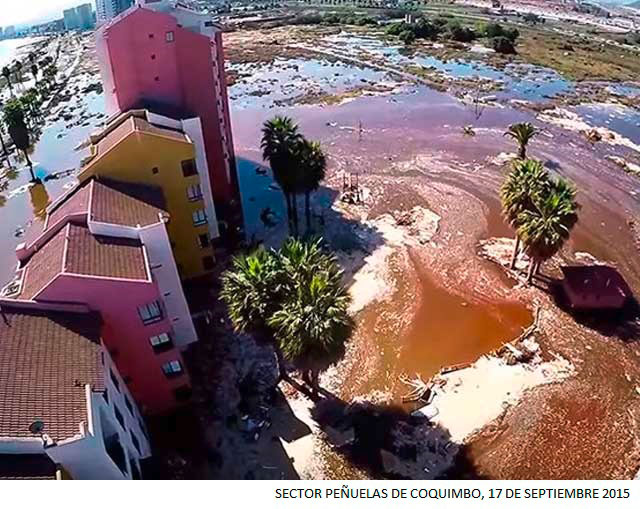 SECTOR PEÑUELAS DE COQUIMBO, 17 DE SEPTIEMBRE 2015